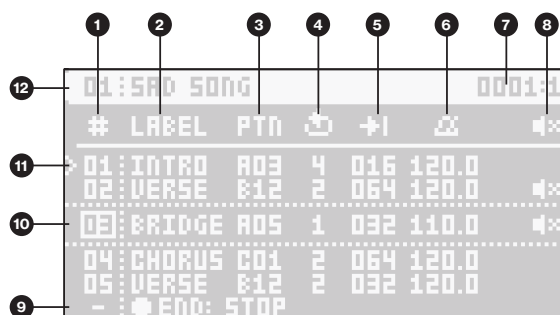 1 2 3 4 5 6 7 8
12 01:SAD SONG 0001:1
# LABEL PTN
11 01 INTRO A03 4 016 120.0
02 VERSE B12 2 064 120.0
10 03 BRIDGE A05 1 032 110.0
04 CHORUS C01 2 064 120.0
05 VERSE B12 2 032 120.0
9 - END: STOP